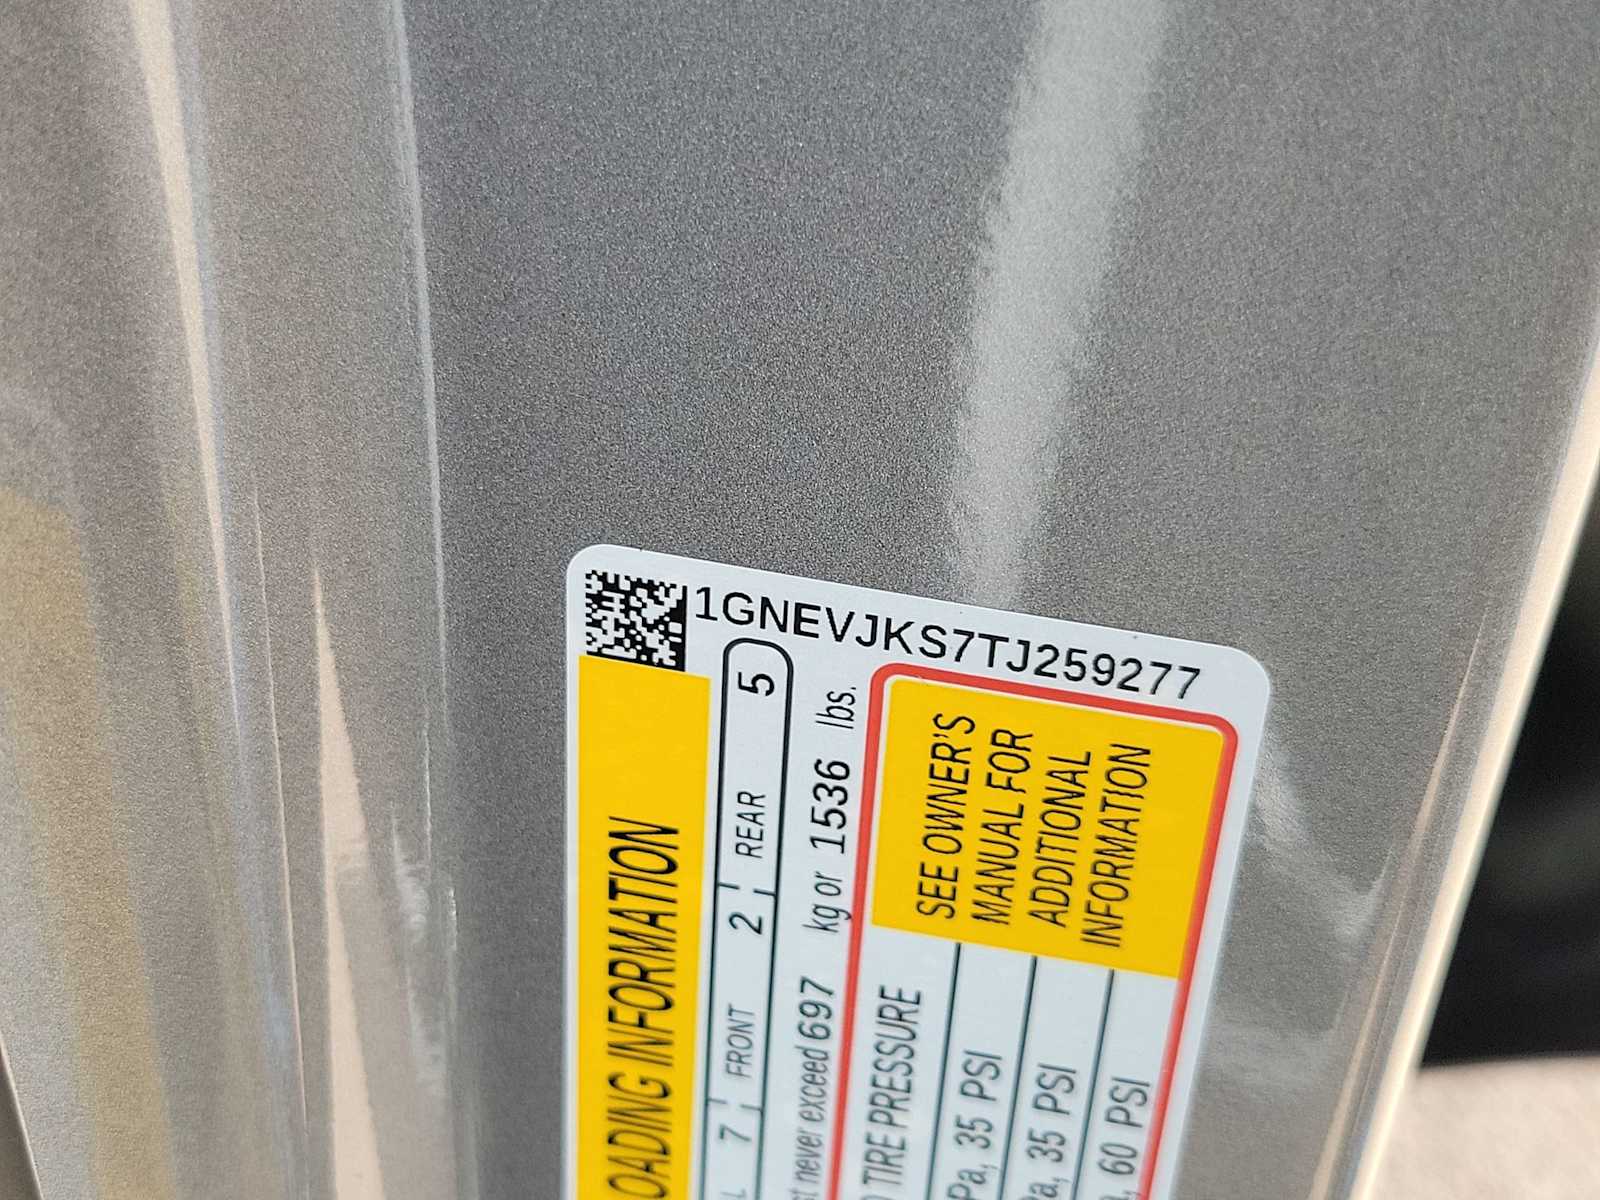 1GNEVJKS7TJ259277
OADING INFORMATION
L 7 FRONT 2 REAR 5
never exceed 697 kg or 1536 lbs.
TIRE PRESSURE
Pa, 35 PSI
a, 35 PSI
, 60 PSI
SEE OWNER'S
MANUAL FOR
ADDITIONAL
INFORMATION